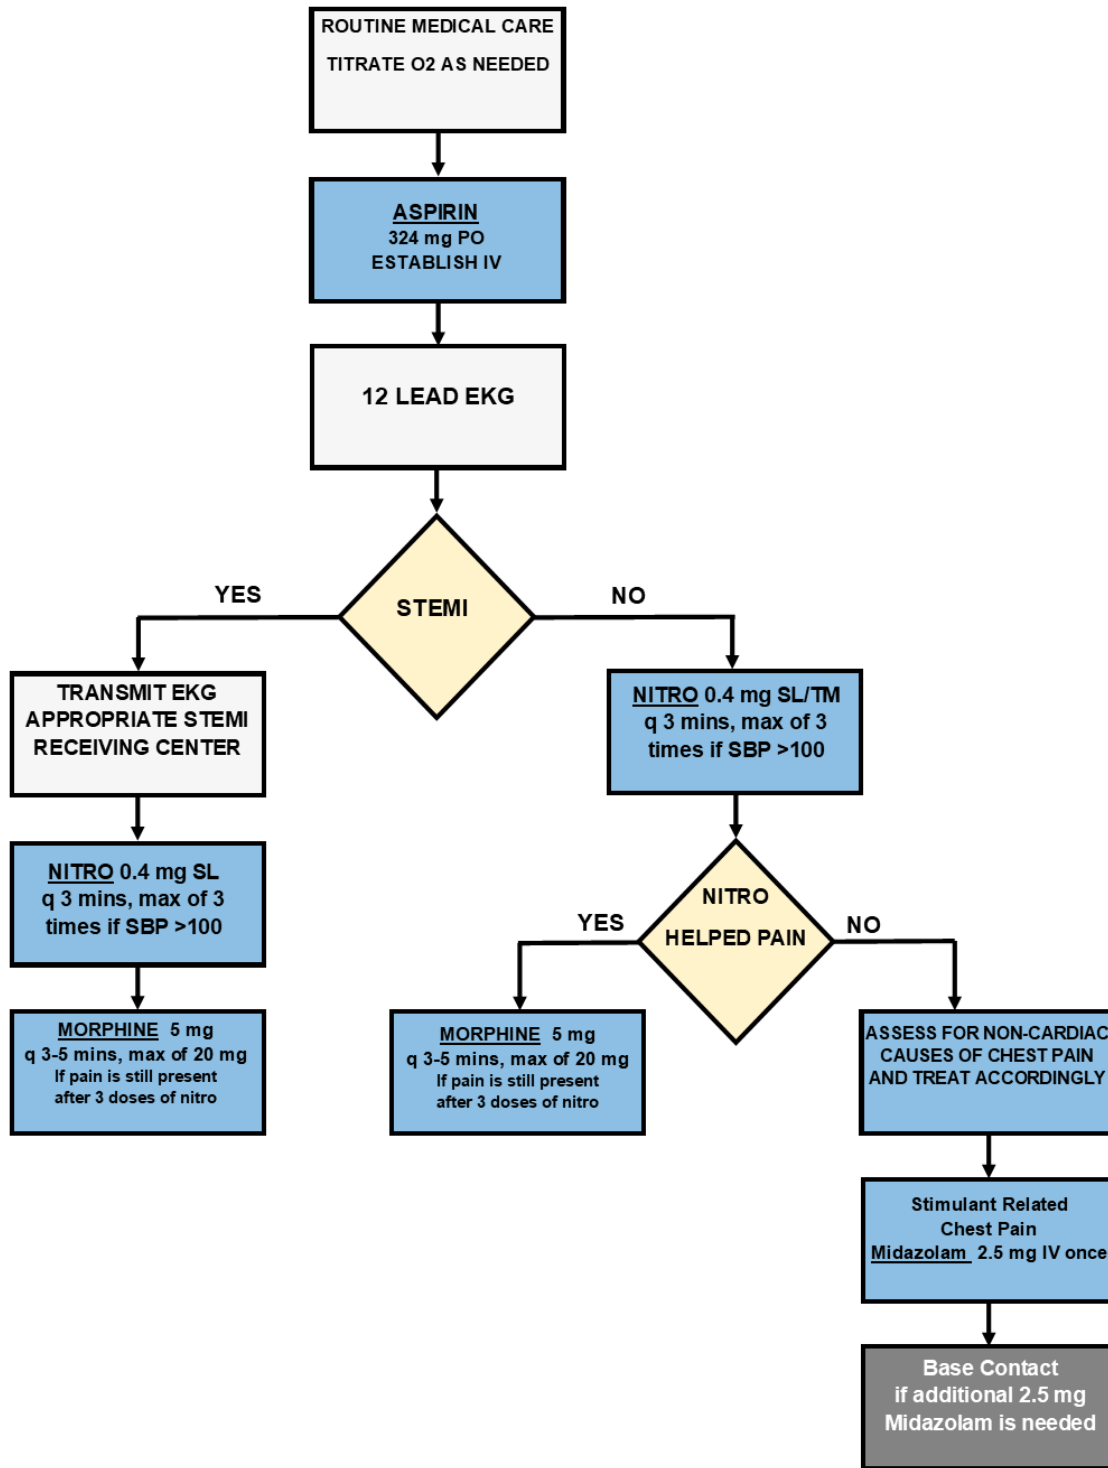 ROUTINE MEDICAL CARE
TITRATE O2 AS NEEDED
ASPIRIN
324 mg PO
ESTABLISH IV
12 LEAD EKG
STEMI
YES
NO
TRANSMIT EKG
APPROPRIATE STEMI
RECEIVING CENTER
NITRO 0.4 mg SL
q 3 mins, max of 3
times if SBP >100
MORPHINE 5 mg
q 3-5 mins, max of 20 mg
If pain is still present
after 3 doses of nitro
NITRO 0.4 mg SL/TM
q 3 mins, max of 3
times if SBP >100
NITRO
HELPED PAIN
YES
NO
MORPHINE 5 mg
q 3-5 mins, max of 20 mg
If pain is still present
after 3 doses of nitro
ASSESS FOR NON-CARDIAC
CAUSES OF CHEST PAIN
AND TREAT ACCORDINGLY
Stimulant Related
Chest Pain
Midazolam 2.5 mg IV once
Base Contact
if additional 2.5 mg
Midazolam is needed